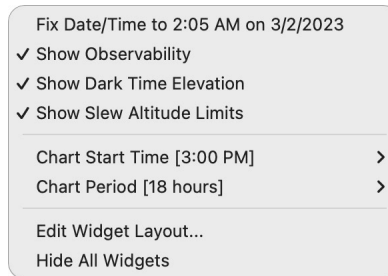 Fix Date/Time to 2:05 AM on 3/2/2023
✓ Show Observability
✓ Show Dark Time Elevation
✓ Show Slew Altitude Limits
Chart Start Time [3:00 PM] >
Chart Period [18 hours] >
Edit Widget Layout...
Hide All Widgets